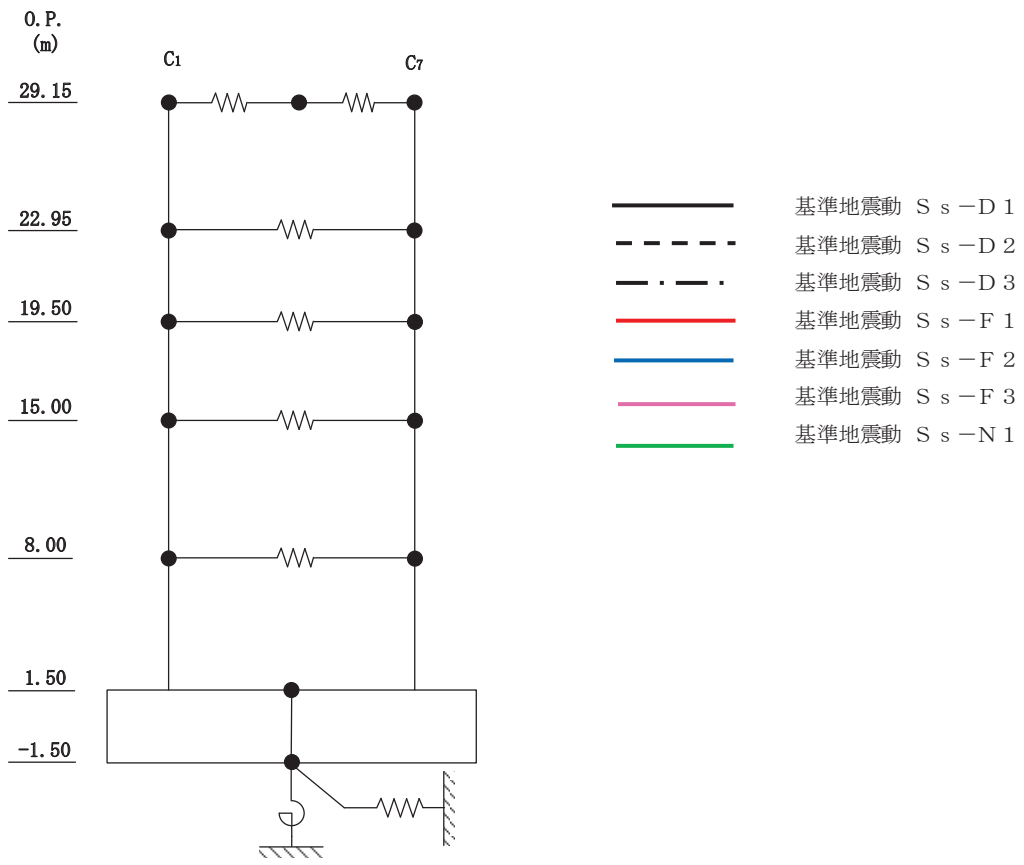 O.P.
(m)
C1
C7
29.15
22.95
19.50
15.00
8.00
1.50
-1.50
基準地震動 Ｓｓ－Ｄ１
基準地震動 Ｓｓ－Ｄ２
基準地震動 Ｓｓ－Ｄ３
基準地震動 Ｓｓ－Ｆ１
基準地震動 Ｓｓ－Ｆ２
基準地震動 Ｓｓ－Ｆ３
基準地震動 Ｓｓ－Ｎ１